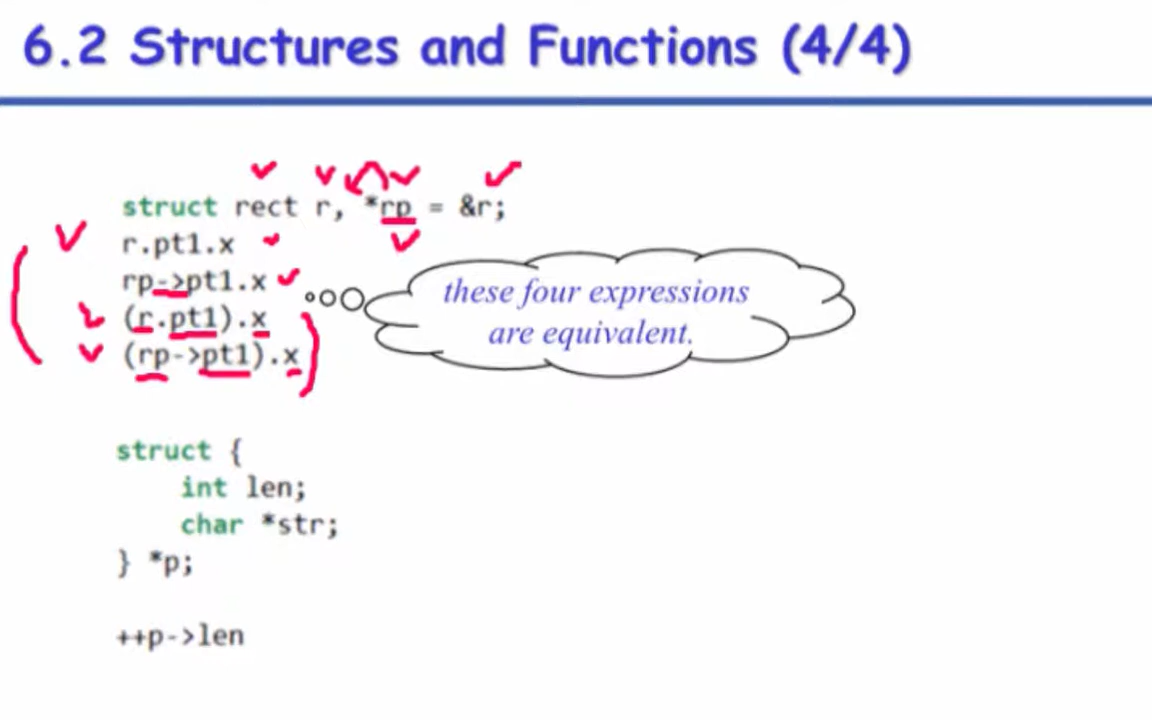 6.2 Structures and Functions (4/4)
struct rect r, *rp = &r;
r.pt1.x
rp->pt1.x
(r.pt1).x
(rp->pt1).x
these four expressions
are equivalent.
struct {
int len;
char *str;
} *p;
++p->len